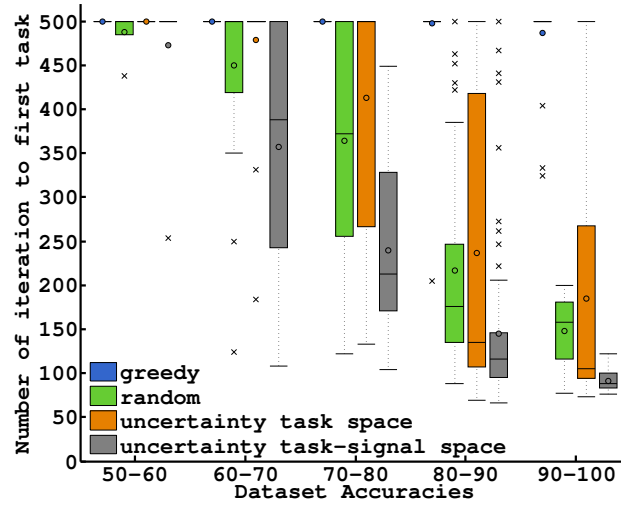 Number of iteration to first task
500
450
400
350
300
250
200
150
100
50
0
greedy
random
uncertainty task space
uncertainty task-signal space
50-60 60-70 70-80 80-90 90-100
Dataset Accuracies